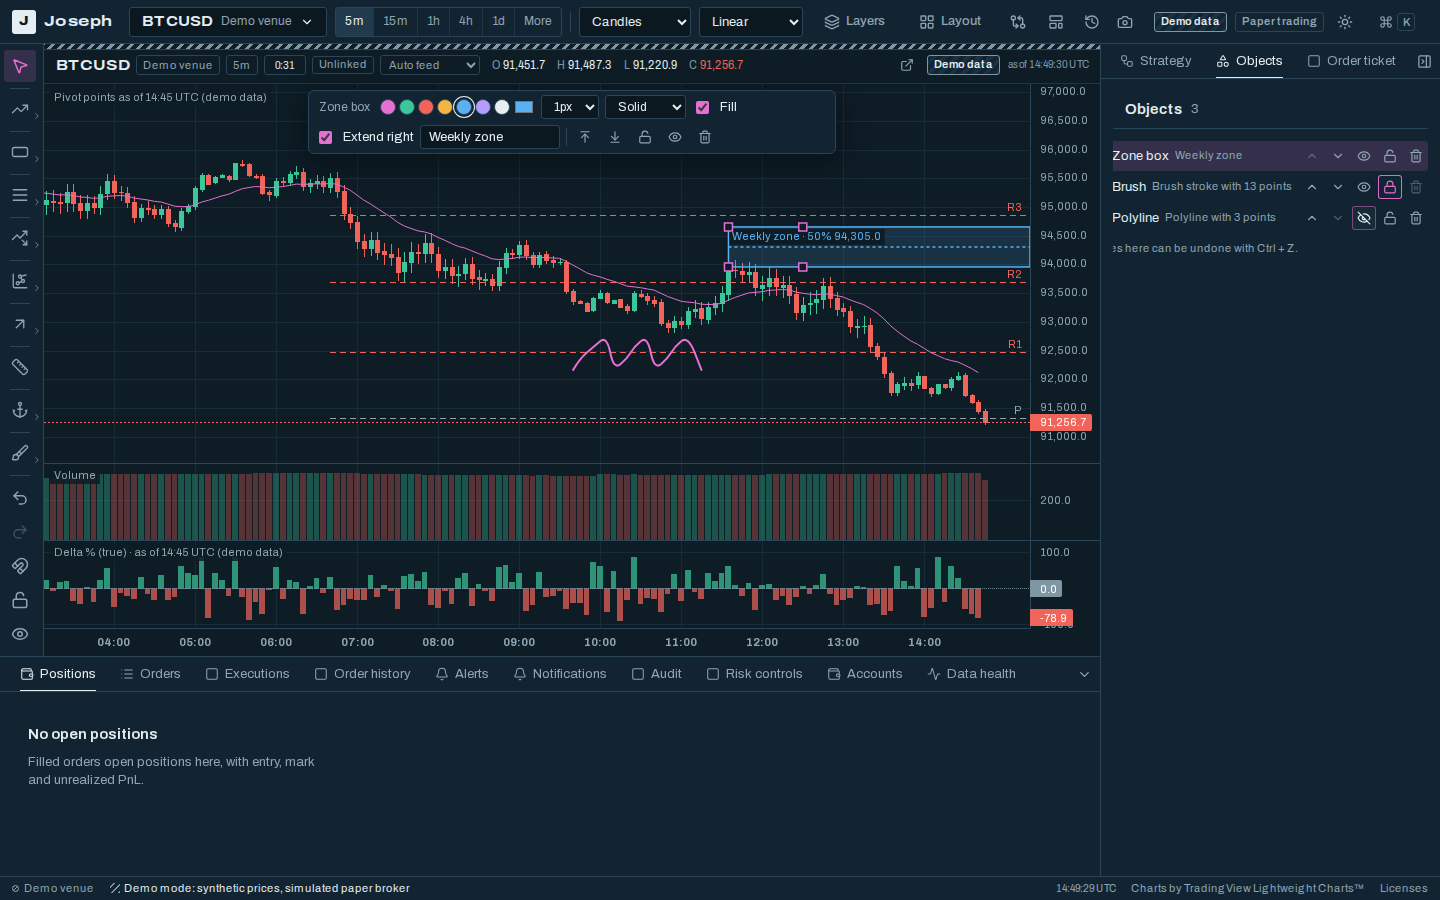 J Joseph BTCUSD Demo venue 5m 15m 1h 4h 1d More Candles Linear Layers Layout Demo data Paper trading ⌘ K
BTCUSD Demo venue 5m 0:31 Unlinked Auto feed O 91,451.7 H 91,487.3 L 91,220.9 C 91,256.7 Demo data as of 14:49:30 UTC
Strategy Objects Order ticket
Pivot points as of 14:45 UTC (demo data)
Zone box 1px Solid Fill
Extend right Weekly zone
97,000.0
96,500.0
96,000.0
95,500.0
95,000.0
94,500.0
94,000.0
93,500.0
93,000.0
92,500.0
92,000.0
91,500.0
91,256.7
91,000.0
R3
Weekly zone · 50% 94,305.0
R2
R1
P
Volume
200.0
Delta % (true) · as of 14:45 UTC (demo data)
100.0
0.0
-78.9
04:00 05:00 06:00 07:00 08:00 09:00 10:00 11:00 12:00 13:00 14:00
Objects 3
Zone box Weekly zone
Brush Brush stroke with 13 points
Polyline Polyline with 3 points
es here can be undone with Ctrl + Z.
Positions Orders Executions Order history Alerts Notifications Audit Risk controls Accounts Data health
No open positions
Filled orders open positions here, with entry, mark
and unrealized PnL.
Demo venue Demo mode: synthetic prices, simulated paper broker 14:49:29 UTC Charts by TradingView Lightweight Charts™ Licenses